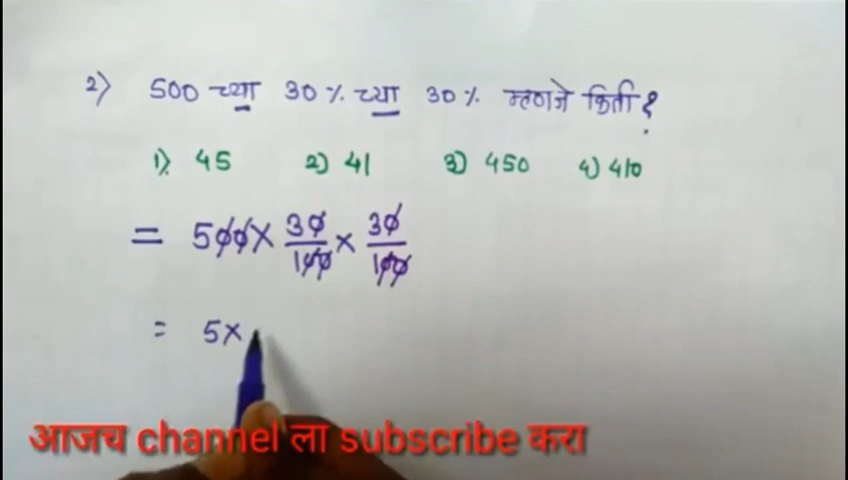 2) 500 च्या 30 % च्या 30 % म्हणजे किती ?
1) 45 2) 41 3) 450 4) 410
= 500 × 30/100 × 30/100
= 5 ×
आजच channel ला subscribe करा